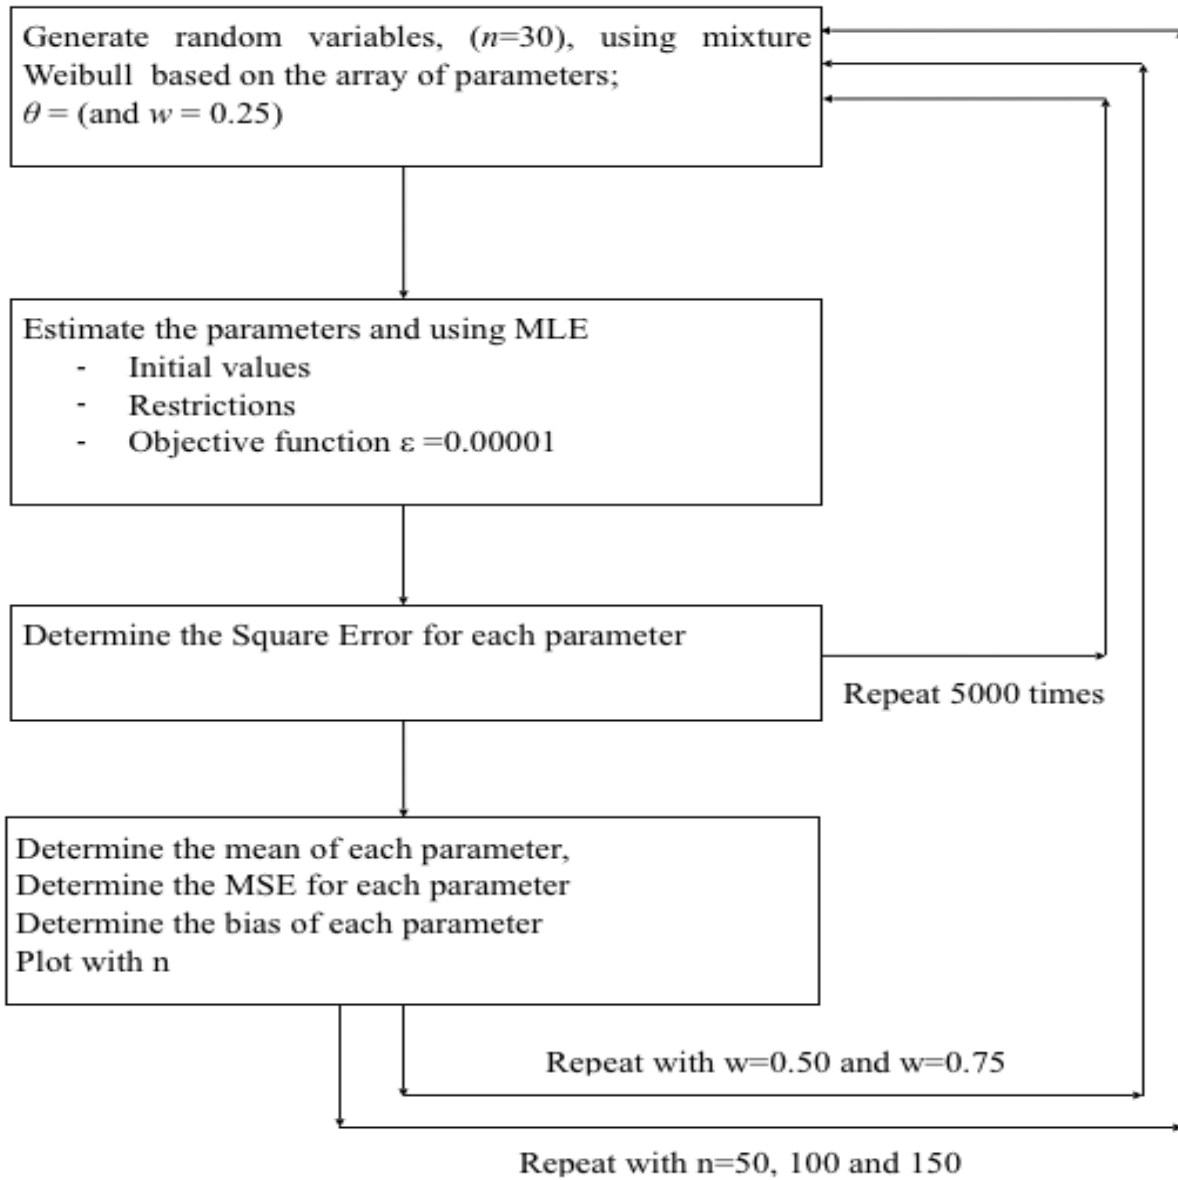 Generate random variables, (n=30), using mixture
Weibull based on the array of parameters;
θ = (and w = 0.25)
Estimate the parameters and using MLE
- Initial values
- Restrictions
- Objective function ε =0.00001
Determine the Square Error for each parameter
Repeat 5000 times
Determine the mean of each parameter,
Determine the MSE for each parameter
Determine the bias of each parameter
Plot with n
Repeat with w=0.50 and w=0.75
Repeat with n=50, 100 and 150